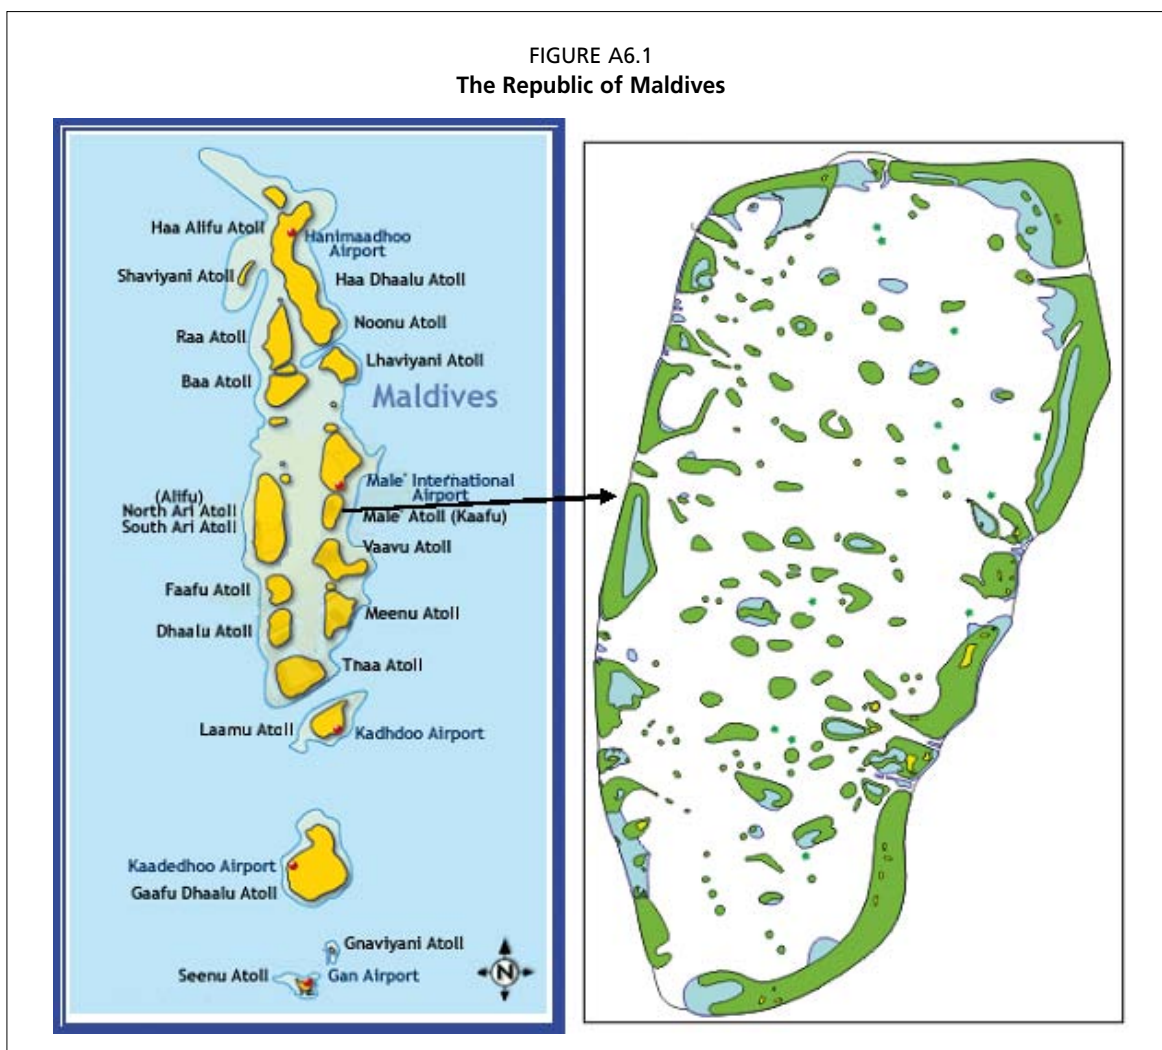 FIGURE A6.1
The Republic of Maldives
Haa Alifu Atoll
Hanimaadhoo
Airport
Shaviyani Atoll
Haa Dhaalu Atoll
Noonu Atoll
Raa Atoll
Lhaviyani Atoll
Baa Atoll
Maldives
Male' International
Airport
(Alifu)
North Ari Atoll
South Ari Atoll
Male' Atoll (Kaafu)
Vaavu Atoll
Faafu Atoll
Meenu Atoll
Dhaalu Atoll
Thaa Atoll
Laamu Atoll
Kadhdoo Airport
Kaadedhoo Airport
Gaafu Dhaalu Atoll
Gnaviyani Atoll
Seenu Atoll
Gan Airport
N